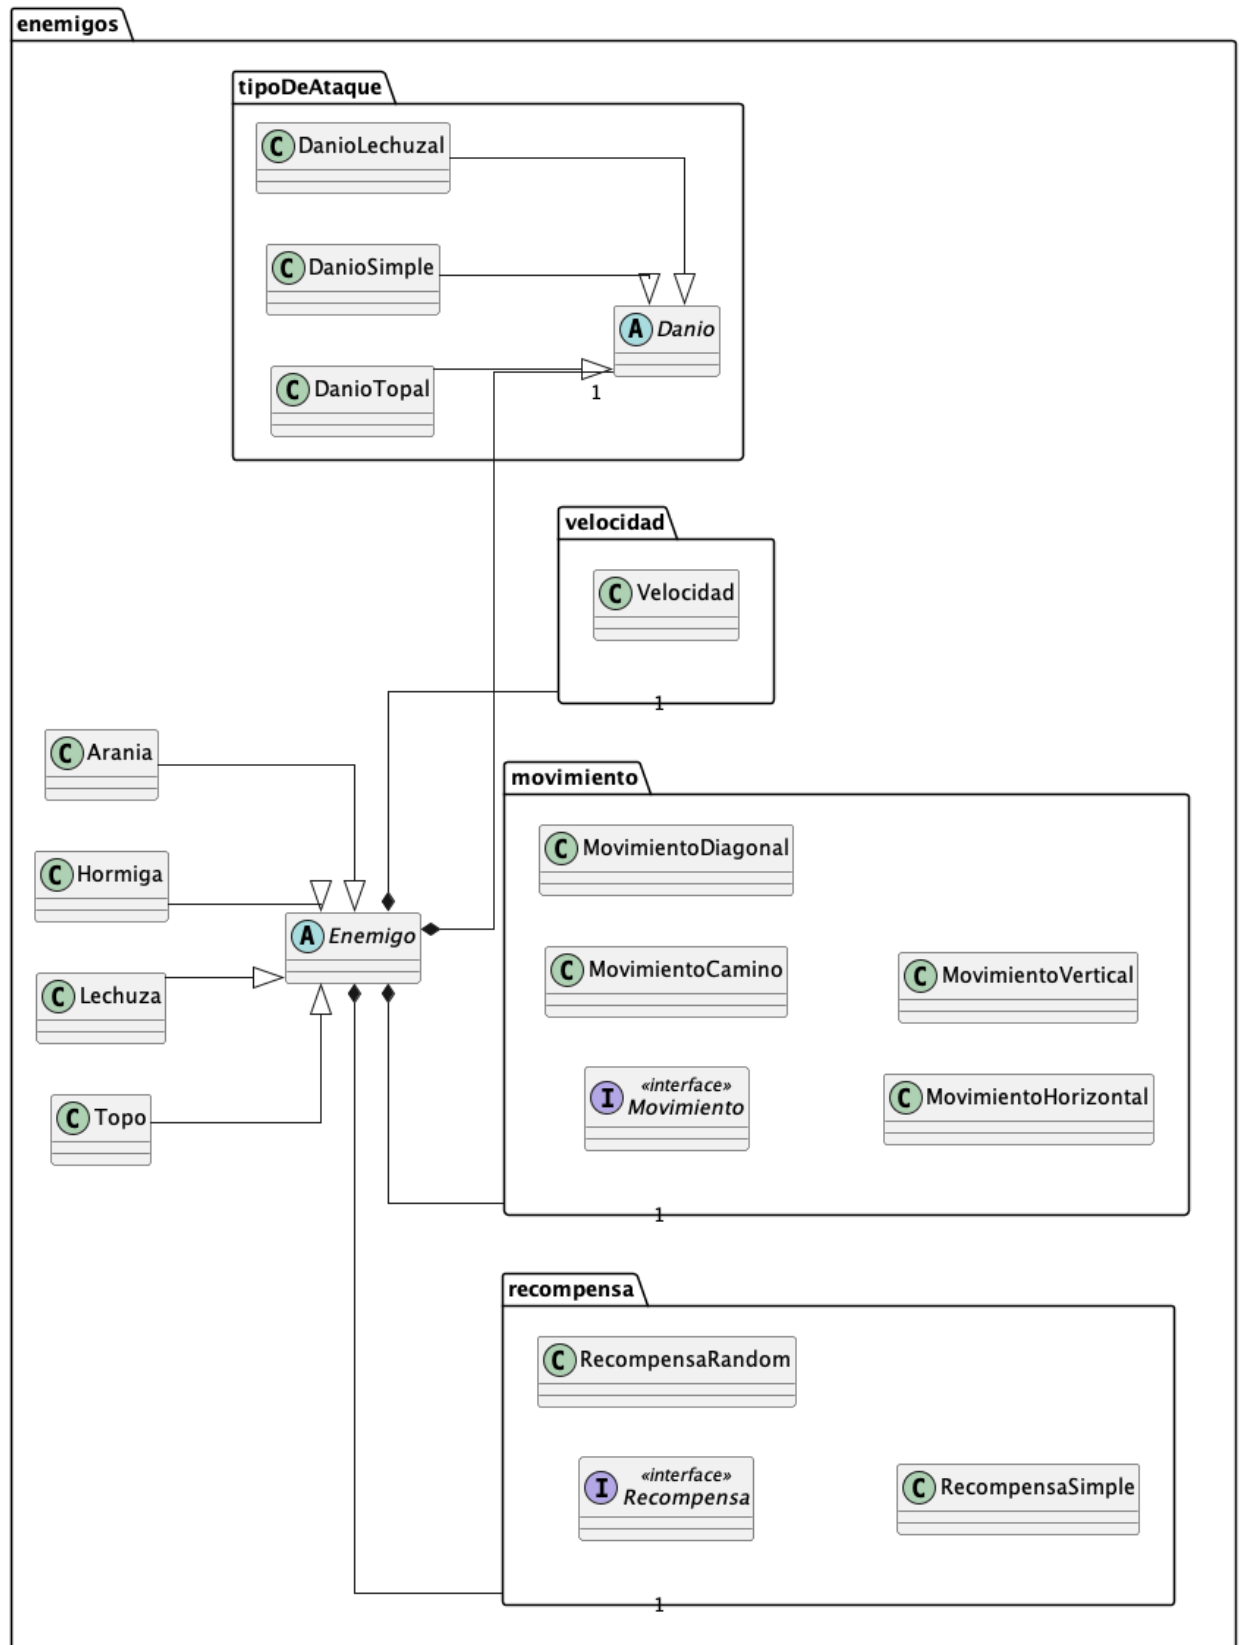 enemigos
tipoDeAtaque
C DanioLechuzal
C DanioSimple
A Danio
C DanioTopal
1
velocidad
C Velocidad
1
C Arania
C Hormiga
A Enemigo
C Lechuza
C Topo
movimiento
C MovimientoDiagonal
C MovimientoCamino
C MovimientoVertical
«interface»
I Movimiento
C MovimientoHorizontal
1
recompensa
C RecompensaRandom
«interface»
I Recompensa
C RecompensaSimple
1